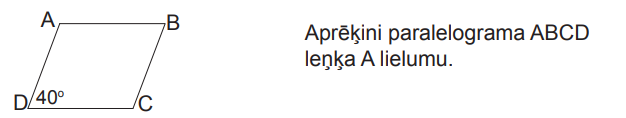 A
B
Aprēķini paralelograma ABCD
leņķa A lielumu.
D 40° C